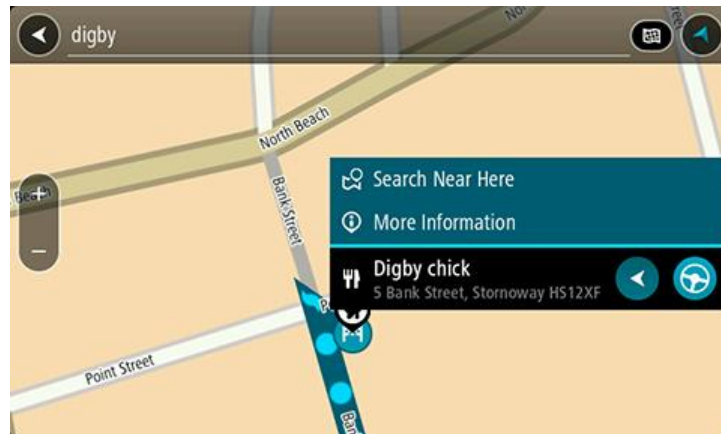 digby
North Beach
Bank Street
Search Near Here
More Information
Digby chick
5 Bank Street, Stornoway HS12XF
Point Street